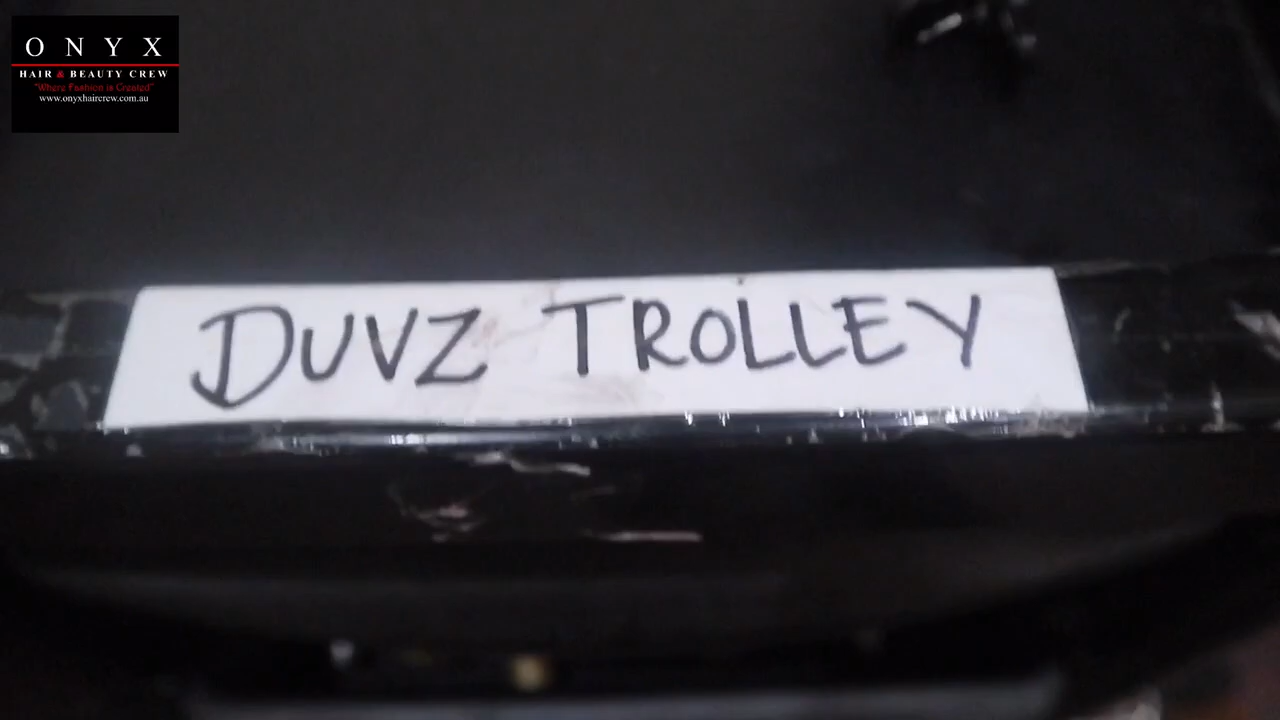 ONYX
HAIR & BEAUTY CREW
"Where Fashion is Created"
www.onyxhaircrew.com.au
DUVZ TROLLEY